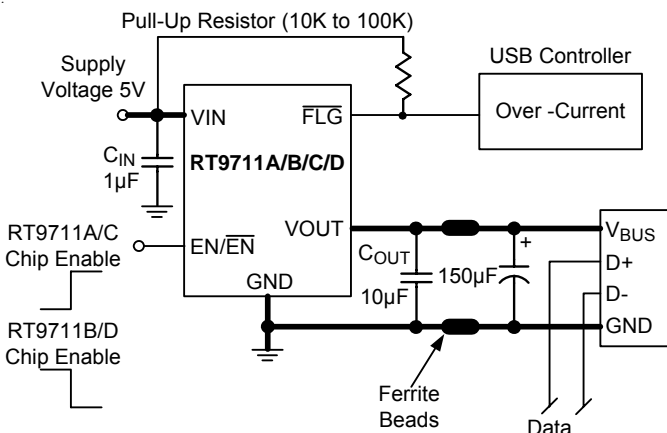 Pull-Up Resistor (10K to 100K)
USB Controller
Supply
Voltage 5V
VIN
FLG
Over -Current
CIN
1µF
RT9711A/B/C/D
RT9711A/C
Chip Enable
EN/EN
VOUT
COUT
10µF
150µF
+
VBUS
D+
D-
GND
GND
RT9711B/D
Chip Enable
Ferrite
Beads
Data